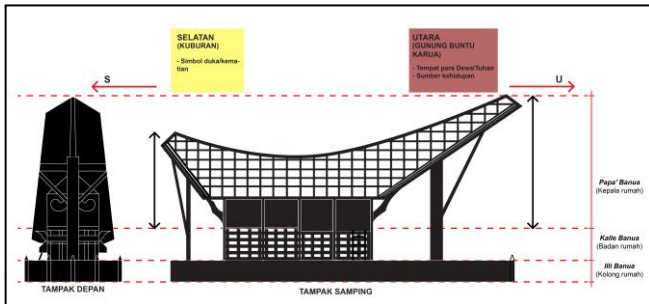 SELATAN
(KUBURAN)
- Simbol duka/kema-
tian
UTARA
(GUNUNG BUNTU
KARUA)
- Tempat para Dewa/Tuhan
- Sumber kehidupan
S
U
Papa' Banua
(Kepala rumah)
Kalle Banua
(Badan rumah)
Illi Banua
(Kolong rumah)
TAMPAK DEPAN
TAMPAK SAMPING